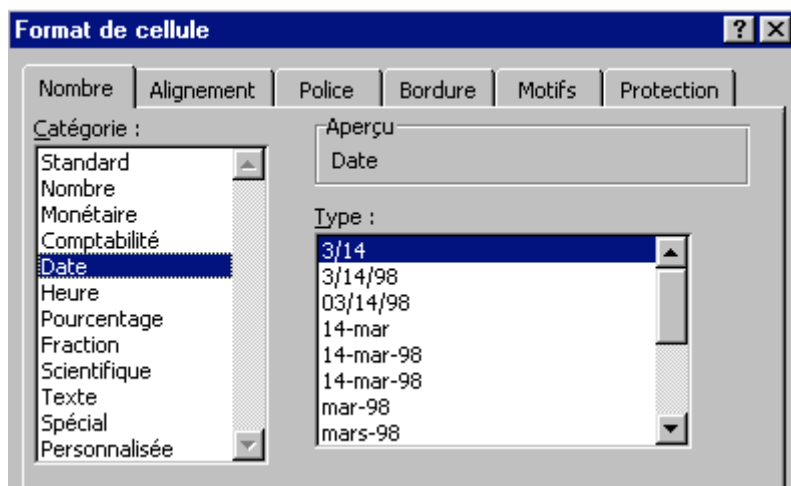 Format de cellule
Nombre Alignement Police Bordure Motifs Protection
Catégorie :
Standard
Nombre
Monétaire
Comptabilité
Date
Heure
Pourcentage
Fraction
Scientifique
Texte
Spécial
Personnalisée
Aperçu
Date
Type :
3/14
3/14/98
03/14/98
14-mar
14-mar-98
14-mar-98
mar-98
mars-98